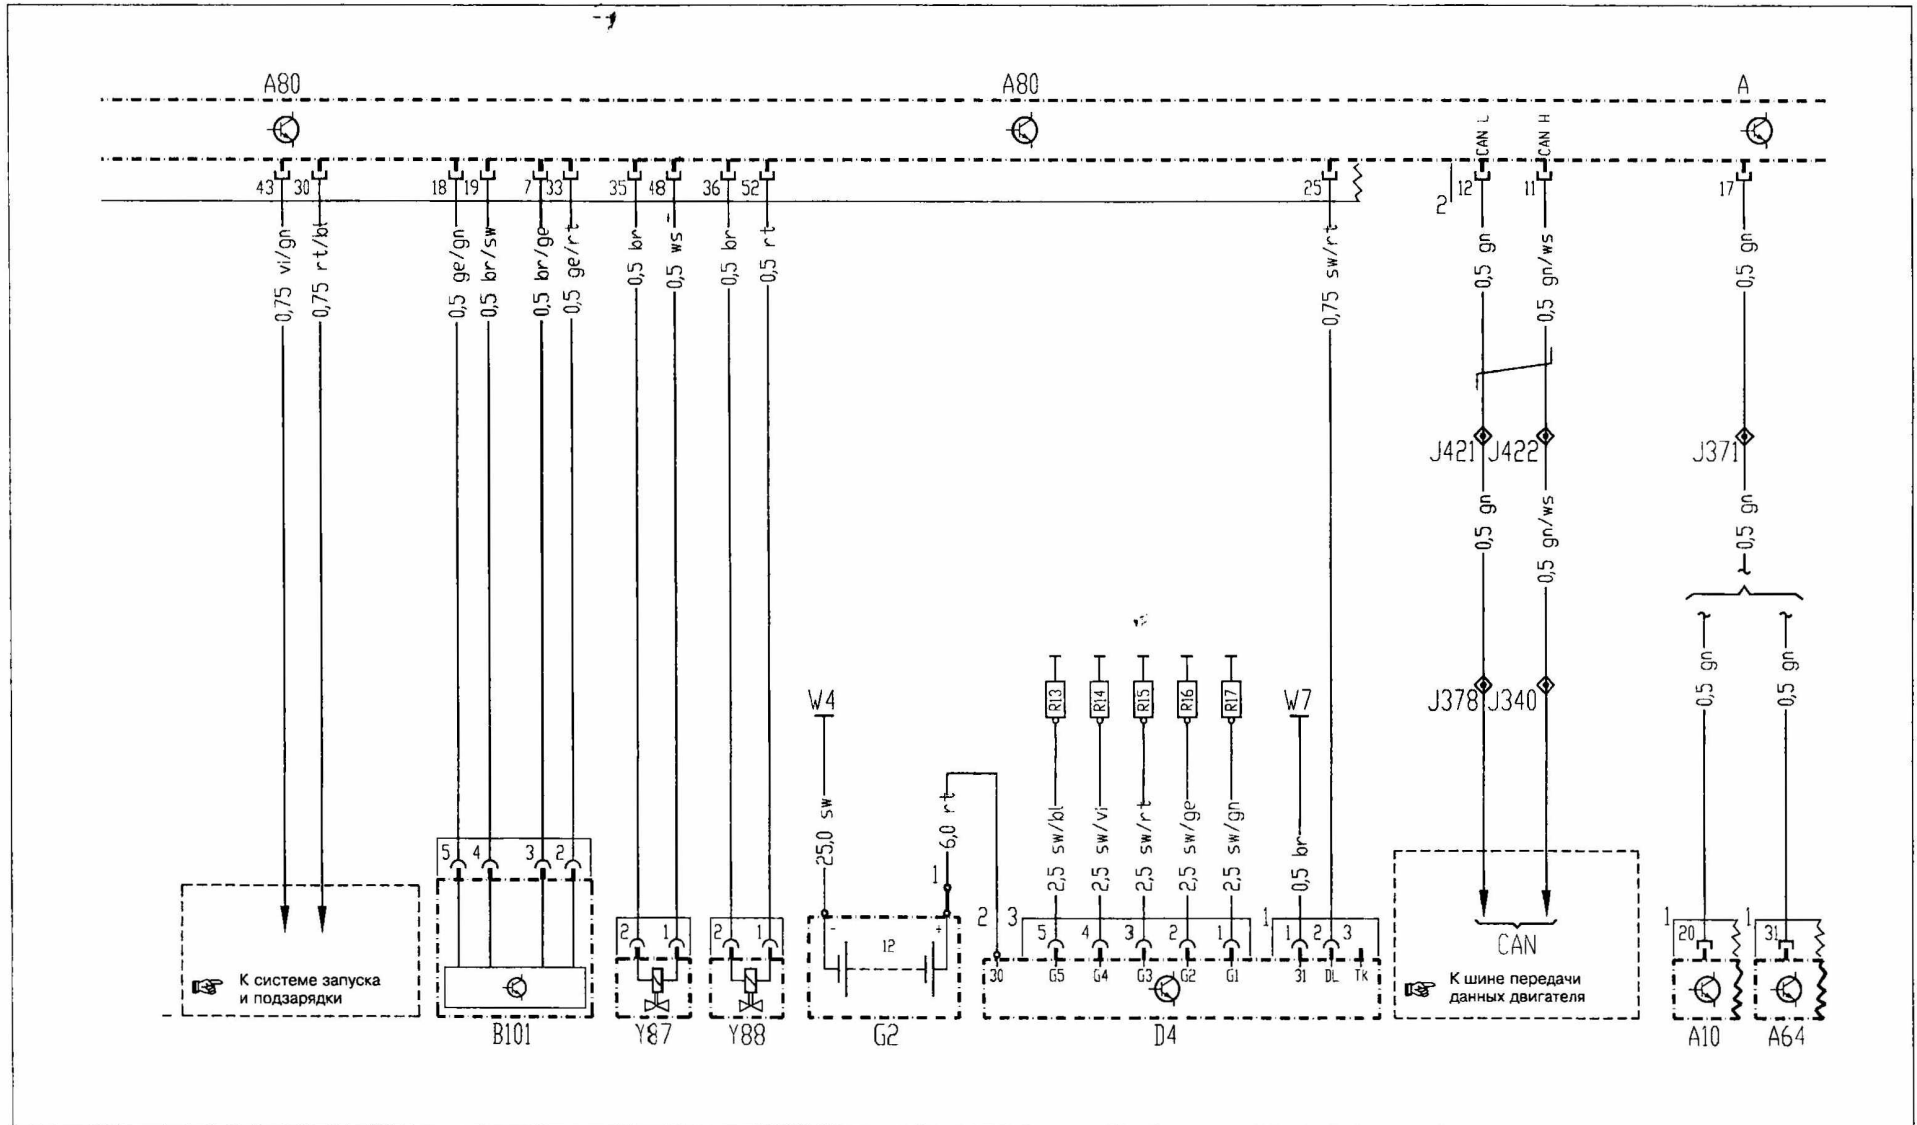 A80 A80 A
CAN L CAN H
43 30 18 19 7 33 35 48 36 52 25 2 12 11 17
0,75 vi/gn
0,75 rt/bl
0,5 ge/gn
0,5 br/sw
0,5 br/ge
0,5 ge/rt
0,5 br
0,5 ws
0,5 br
0,5 rt
0,75 sw/rt
0,5 gn
0,5 gn/ws
0,5 gn
J421 J422 J371
0,5 gn
0,5 gn/ws
0,5 gn
0,5 gn
0,5 gn
W4 R13 R14 R15 R16 R17 W7 J378 J340
25,0 sw
6,0 rt
2,5 sw/bl
2,5 sw/vi
2,5 sw/rt
2,5 sw/ge
2,5 sw/gn
0,5 br
5 4 3 2
1
2 3 1 1 1
2 1 2 1 - 12 + 5 4 3 2 1 1 2 3 20 31
CAN
30 G5 G4 G3 G2 G1 31 DL Tk
К системе запуска
и подзарядки
К шине передачи
данных двигателя
B101 Y87 Y88 G2 D4 A10 A64